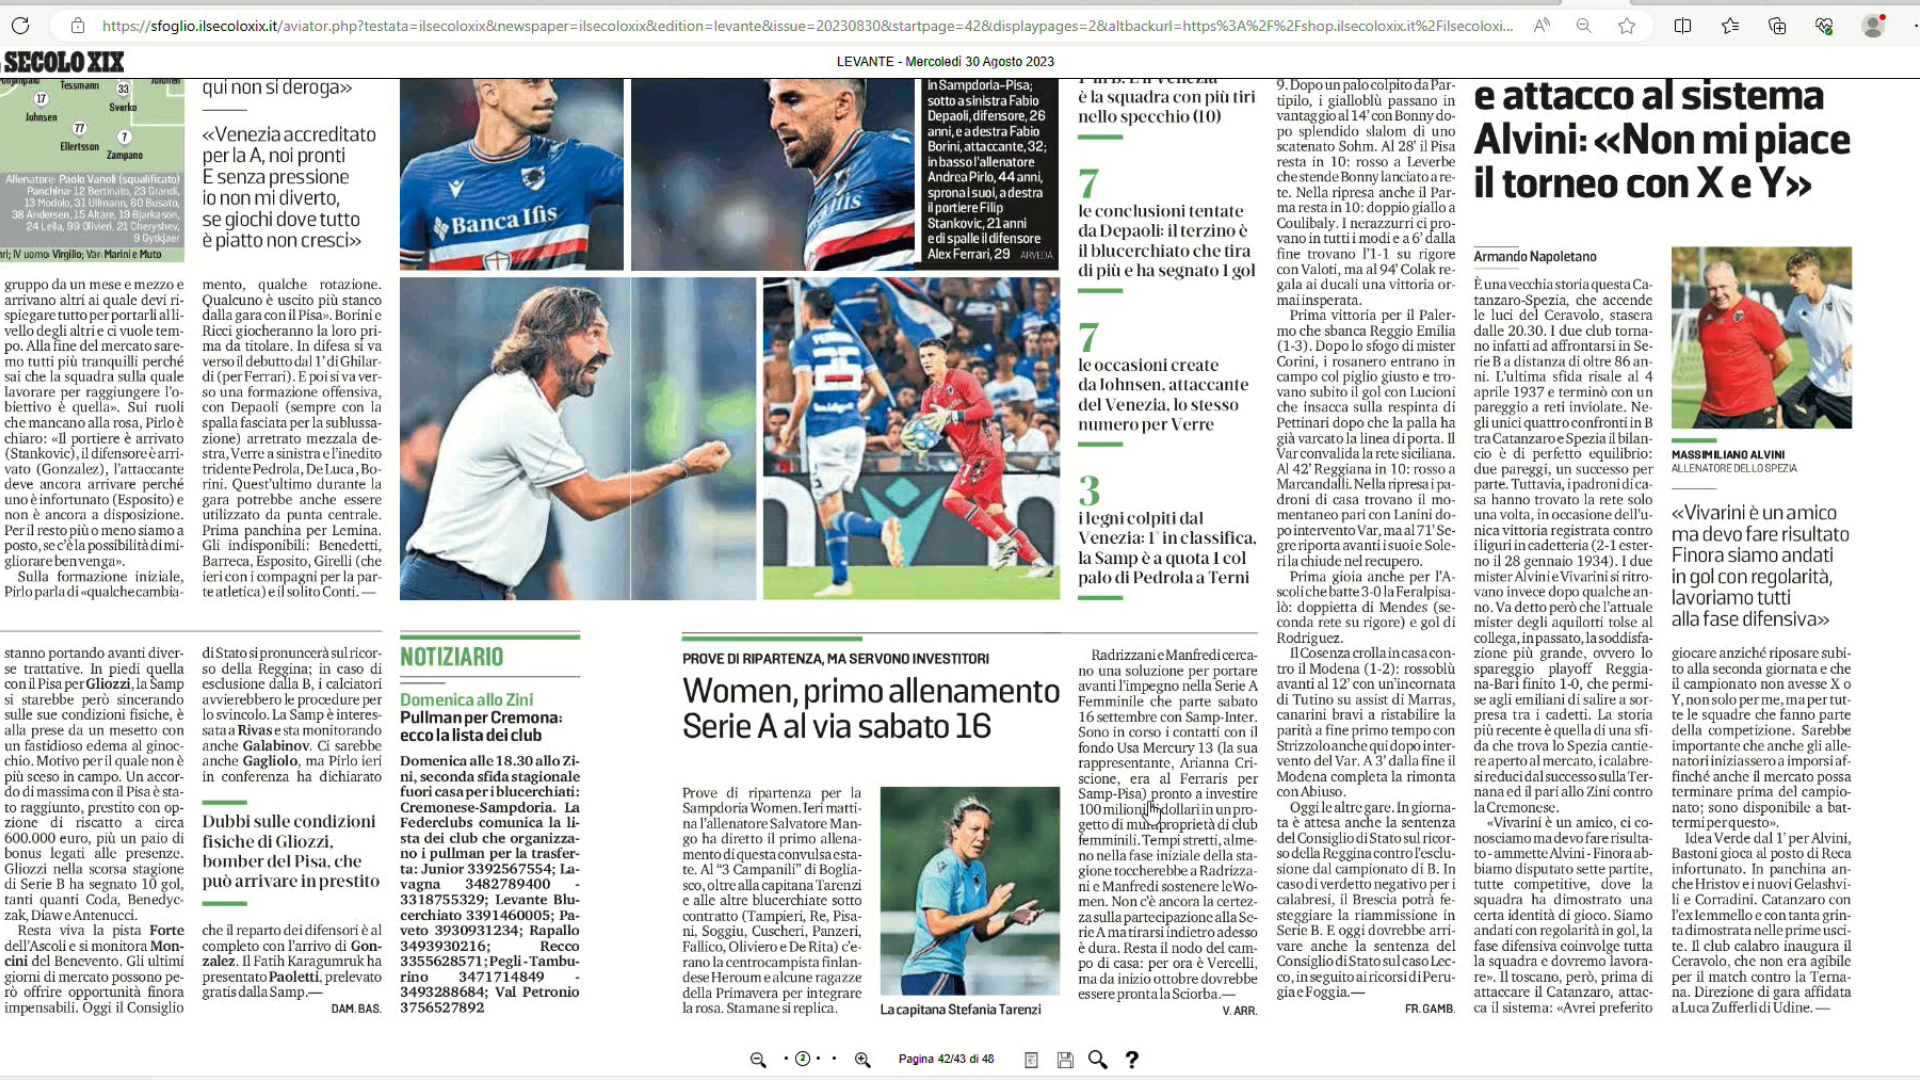 https://sfoglio.ilsecoloxix.it/aviator.php?testata=ilsecoloxix&newspaper=ilsecoloxix&edition=levante&issue=20230830&startpage=42&displaypages=2&altbackurl=https%3A%2F%2Fshop.ilsecoloxix.it%2Filsecoloxi...
SECOLO XIX
LEVANTE - Mercoledì 30 Agosto 2023
Tessmann
33
Sverko
17
Johnsen
77
Ellertsson
7
Zampano
Allenatore: Paolo Vanoli (squalificato)
Panchina: 12 Bertinato, 23 Grandi,
13 Modolo, 31 Ullmann, 60 Busato,
38 Andersen, 15 Altare, 19 Bjarkason,
24 Lella, 99 Olivieri, 21 Cheryshev,
9 Gytkjaer
IV uomo: Virgilio; Var: Marini e Muto
gruppo da un mese e mezzo e
arrivano altri ai quale devi ri-
spiegare tutto per portarli al li-
vello degli altri e ci vuole tem-
po. Alla fine del mercato sare-
mo tutti più tranquilli perché
sai che la squadra sulla quale
lavorare per raggiungere l'o-
biettivo è quella». Sui ruoli
che mancano alla rosa, Pirlo è
chiaro: «Il portiere è arrivato
(Stankovic), il difensore è arri-
vato (Gonzalez), l'attaccante
deve ancora arrivare perché
uno è infortunato (Esposito) e
non è ancora a disposizione.
Per il resto più o meno siamo a
posto, se c'è la possibilità di mi-
gliorare ben venga».
Sulla formazione iniziale,
Pirlo parla di «qualche cambia-
qui non si deroga»
«Venezia accreditato
per la A, noi pronti
E senza pressione
io non mi diverto,
se giochi dove tutto
è piatto non cresci»
mento, qualche rotazione.
Qualcuno è uscito più stanco
dalla gara con il Pisa». Borini e
Ricci giocheranno la loro pri-
ma da titolare. In difesa si va
verso il debutto dal 1' di Ghilar-
di (per Ferrari). E poi si va ver-
so una formazione offensiva,
con Depaoli (sempre con la
spalla fasciata per la sublussa-
zione) arretrato mezzala de-
stra, Verre a sinistra e l'inedito
tridente Pedrola, De Luca, Bo-
rini. Quest'ultimo durante la
gara potrebbe anche essere
utilizzato da punta centrale.
Prima panchina per Lemina.
Gli indisponibili: Benedetti,
Barreca, Esposito, Girelli (che
ieri con i compagni per la par-
te atletica) e il solito Conti. —
Banca Ifis
in Sampdoria-Pisa;
sotto a sinistra Fabio
Depaoli, difensore, 26
anni, e a destra Fabio
Borini, attaccante, 32;
in basso l'allenatore
Andrea Pirlo, 44 anni,
sprona i suoi, a destra
il portiere Filip
Stankovic, 21 anni
e di spalle il difensore
Alex Ferrari, 29 ARVEDA
è la squadra con più tiri
nello specchio (10)
7
le conclusioni tentate
da Depaoli: il terzino è
il blucerchiato che tira
di più e ha segnato 1 gol
7
le occasioni create
da Johnsen, attaccante
del Venezia, lo stesso
numero per Verre
3
i legni colpiti dal
Venezia: 1° in classifica,
la Samp è a quota 1 col
palo di Pedrola a Terni
stanno portando avanti diver-
se trattative. In piedi quella
con il Pisa per Gliozzi, la Samp
si starebbe però sincerando
sulle sue condizioni fisiche, è
alla prese da un mesetto con
un fastidioso edema al ginoc-
chio. Motivo per il quale non è
più sceso in campo. Un accor-
do di massima con il Pisa è sta-
to raggiunto, prestito con op-
zione di riscatto a circa
600.000 euro, più un paio di
bonus legati alle presenze.
Gliozzi nella scorsa stagione
di Serie B ha segnato 10 gol,
tanti quanti Coda, Benedyc-
zak, Diaw e Antenucci.
Resta viva la pista Forte
dell'Ascoli e si monitora Mon-
cini del Benevento. Gli ultimi
giorni di mercato possono pe-
rò offrire opportunità finora
impensabili. Oggi il Consiglio
di Stato si pronuncerà sul ricor-
so della Reggina; in caso di
esclusione dalla B, i calciatori
avvierebbero le procedure per
lo svincolo. La Samp è interes-
sata a Rivas e sta monitorando
anche Galabinov. Ci sarebbe
anche Gagliolo, ma Pirlo ieri
in conferenza ha dichiarato
Dubbi sulle condizioni
fisiche di Gliozzi,
bomber del Pisa, che
può arrivare in prestito
che il reparto dei difensori è al
completo con l'arrivo di Gon-
zalez. Il Fatih Karagumruk ha
presentato Paoletti, prelevato
gratis dalla Samp.—
DAM. BAS.
NOTIZIARIO
Domenica allo Zini
Pullman per Cremona:
ecco la lista dei club
Domenica alle 18.30 allo Zi-
ni, seconda sfida stagionale
fuori casa per i blucerchiati:
Cremonese-Sampdoria. La
Federclubs comunica la li-
sta dei club che organizza-
no i pullman per la trasfer-
ta: Junior 3392567554; La-
vagna 3482789400 -
3318755329; Levante Blu-
cerchiato 3391460005; Pa-
veto 3930931234; Rapallo
3493930216; Recco
3355628571; Pegli - Tambu-
rino 3471714849 -
3493288684; Val Petronio
3756527892
PROVE DI RIPARTENZA, MA SERVONO INVESTITORI
Women, primo allenamento
Serie A al via sabato 16
Prove di ripartenza per la
Sampdoria Women. Ieri matti-
na l'allenatore Salvatore Man-
go ha diretto il primo allena-
mento di questa convulsa esta-
te. Al "3 Campanili" di Boglia-
sco, oltre alla capitana Tarenzi
e alle altre blucerchiate sotto
contratto (Tampieri, Re, Pisa-
ni, Soggiu, Cuscheri, Panzeri,
Fallico, Oliviero e De Rita) c'e-
rano la centrocampista finlan-
dese Heroum e alcune ragazze
della Primavera per integrare
la rosa. Stamane si replica.
La capitana Stefania Tarenzi
Radrizzani e Manfredi cerca-
no una soluzione per portare
avanti l'impegno nella Serie A
Femminile che parte sabato
16 settembre con Samp-Inter.
Sono in corso i contatti con il
fondo Usa Mercury 13 (la sua
rappresentante, Arianna Cri-
scione, era al Ferraris per
Samp-Pisa) pronto a investire
100 milioni di dollari in un pro-
getto di multiproprietà di club
femminili. Tempi stretti, alme-
no nella fase iniziale della sta-
gione toccherebbe a Radrizza-
ni e Manfredi sostenere le Wo-
men. Non c'è ancora la certez-
za sulla partecipazione alla Se-
rie A ma tirarsi indietro adesso
è dura. Resta il nodo del cam-
po di casa: per ora è Vercelli,
ma da inizio ottobre dovrebbe
essere pronta la Sciorba.—
V. ARR.
9. Dopo un palo colpito da Par-
tipilo, i gialloblù passano in
vantaggio al 14' con Bonny do-
po splendido slalom di uno
scatenato Sohm. Al 28' il Pisa
resta in 10: rosso a Leverbe
che stende Bonny lanciato a re-
te. Nella ripresa anche il Par-
ma resta in 10: doppio giallo a
Coulibaly. I nerazzurri ci pro-
vano in tutti i modi e a 6' dalla
fine trovano l'1-1 su rigore
con Valoti, ma al 94' Colak re-
gala ai ducali una vittoria or-
mai insperata.
Prima vittoria per il Paler-
mo che sbanca Reggio Emilia
(1-3). Dopo lo sfogo di mister
Corini, i rosanero entrano in
campo col piglio giusto e tro-
vano subito il gol con Lucioni
che insacca sulla respinta di
Pettinari dopo che la palla ha
già varcato la linea di porta. Il
Var convalida la rete siciliana.
Al 42' Reggiana in 10: rosso a
Marcandalli. Nella ripresa i pa-
droni di casa trovano il mo-
mentaneo pari con Lanini do-
po intervento Var, ma al 71' Se-
gre riporta avanti i suoi e Sole-
ri la chiude nel recupero.
Prima gioia anche per l'A-
scoli che batte 3-0 la Feralpisa-
lò: doppietta di Mendes (se-
conda rete su rigore) e gol di
Rodriguez.
Il Cosenza crolla in casa con-
tro il Modena (1-2): rossoblù
avanti al 12' con un'incornata
di Tutino su assist di Marras,
canarini bravi a ristabilire la
parità a fine primo tempo con
Strizzolo anche qui dopo inter-
vento del Var. A 3' dalla fine il
Modena completa la rimonta
con Abiuso.
Oggi le altre gare. In giorna-
ta è attesa anche la sentenza
del Consiglio di Stato sul ricor-
so della Reggina contro l'esclu-
sione dal campionato di B. In
caso di verdetto negativo per i
calabresi, il Brescia potrà fe-
steggiare la riammissione in
Serie B. E oggi dovrebbe arri-
vare anche la sentenza del
Consiglio di Stato sul caso Lec-
co, in seguito ai ricorsi di Peru-
gia e Foggia.—
FR. GAMB.
e attacco al sistema
Alvini: «Non mi piace
il torneo con X e Y»
Armando Napoletano
È una vecchia storia questa Ca-
tanzaro-Spezia, che accende
le luci del Ceravolo, stasera
dalle 20.30. I due club torna-
no infatti ad affrontarsi in Se-
rie B a distanza di oltre 86 an-
ni. L'ultima sfida risale al 4
aprile 1937 e terminò con un
pareggio a reti inviolate. Ne-
gli unici quattro confronti in B
tra Catanzaro e Spezia il bilan-
cio è di perfetto equilibrio:
due pareggi, un successo per
parte. Tuttavia, i padroni di ca-
sa hanno trovato la rete solo
una volta, in occasione dell'u-
nica vittoria registrata contro
i liguri in cadetteria (2-1 ester-
no il 28 gennaio 1934). I due
mister Alvini e Vivarini si ritro-
vano invece dopo qualche an-
no. Va detto però che l'attuale
mister degli aquilotti tolse al
collega, in passato, la soddisfa-
zione più grande, ovvero lo
spareggio playoff Reggia-
na-Bari finito 1-0, che permi-
se agli emiliani di salire a sor-
presa tra i cadetti. La storia
più recente è quella di una sfi-
da che trova lo Spezia cantie-
re aperto al mercato, i calabre-
si reduci dal successo sulla Ter-
nana ed il pari allo Zini contro
la Cremonese.
«Vivarini è un amico, ci co-
nosciamo ma devo fare risulta-
to - ammette Alvini - Finora ab-
biamo disputato sette partite,
tutte competitive, dove la
squadra ha dimostrato una
certa identità di gioco. Siamo
andati con regolarità in gol, la
fase difensiva coinvolge tutta
la squadra e dovremo lavora-
re». Il toscano, però, prima di
attaccare il Catanzaro, attac-
ca il sistema: «Avrei preferito
MASSIMILIANO ALVINI
ALLENATORE DELLO SPEZIA
«Vivarini è un amico
ma devo fare risultato
Finora siamo andati
in gol con regolarità,
lavoriamo tutti
alla fase difensiva»
giocare anziché riposare subi-
to alla seconda giornata e che
il campionato non avesse X o
Y, non solo per me, ma per tut-
te le squadre che fanno parte
della competizione. Sarebbe
importante che anche gli alle-
natori iniziassero a imporsi af-
finché anche il mercato possa
terminare prima del campio-
nato; sono disponibile a bat-
termi per questo».
Idea Verde dal 1' per Alvini,
Bastoni gioca al posto di Reca
infortunato. In panchina an-
che Hristov e i nuovi Gelashvi-
li e Corradini. Catanzaro con
l'ex Iemmello e con tanta grin-
ta dimostrata nelle prime usci-
te. Il club calabro inaugura il
Ceravolo, che non era agibile
per il match contro la Terna-
na. Direzione di gara affidata
a Luca Zufferli di Udine. —
2
Pagina 42/43 di 48
?